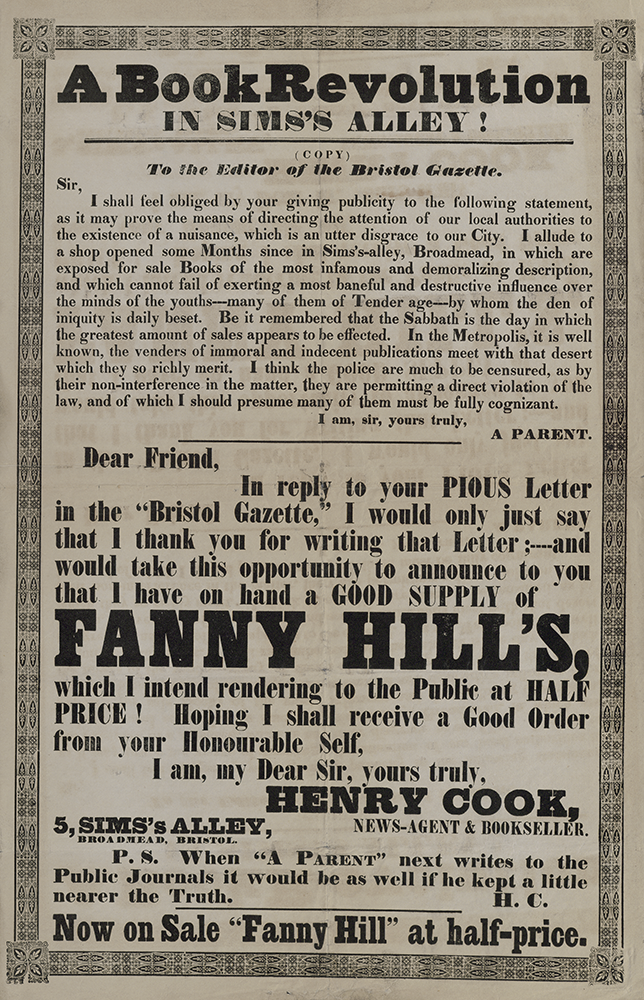 A Book Revolution
IN SIMS'S ALLEY!
(COPY)
To the Editor of the Bristol Gazette.
Sir,
I shall feel obliged by your giving publicity to the following statement,
as it may prove the means of directing the attention of our local authorities to
the existence of a nuisance, which is an utter disgrace to our City. I allude to
a shop opened some Months since in Sims's-alley, Broadmead, in which are
exposed for sale Books of the most infamous and demoralizing description,
and which cannot fail of exerting a most baneful and destructive influence over
the minds of the youths---many of them of Tender age---by whom the den of
iniquity is daily beset. Be it remembered that the Sabbath is the day in which
the greatest amount of sales appears to be effected. In the Metropolis, it is well
known, the venders of immoral and indecent publications meet with that desert
which they so richly merit. I think the police are much to be censured, as by
their non-interference in the matter, they are permitting a direct violation of the
law, and of which I should presume many of them must be fully cognizant.
I am, sir, yours truly,
A PARENT.
Dear Friend,
In reply to your PIOUS Letter
in the “Bristol Gazette,” I would only just say
that I thank you for writing that Letter;---and
would take this opportunity to announce to you
that I have on hand a GOOD SUPPLY of
FANNY HILL'S,
which I intend rendering to the Public at HALF
PRICE! Hoping I shall receive a Good Order
from your Honourable Self,
I am, my Dear Sir, yours truly,
HENRY COOK,
5, SIMS's ALLEY, NEWS-AGENT & BOOKSELLER.
BROADMEAD, BRISTOL.
P. S. When “A PARENT” next writes to the
Public Journals it would be as well if he kept a little
nearer the Truth. H. C.
Now on Sale “Fanny Hill” at half-price.